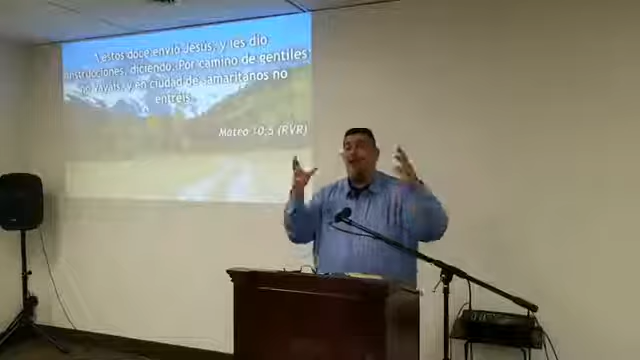 A estos doce envió Jesús, y les dio
instrucciones, diciendo: Por camino de gentiles
no vayáis, y en ciudad de samaritanos no
entréis
Mateo 10:5 (RVR)